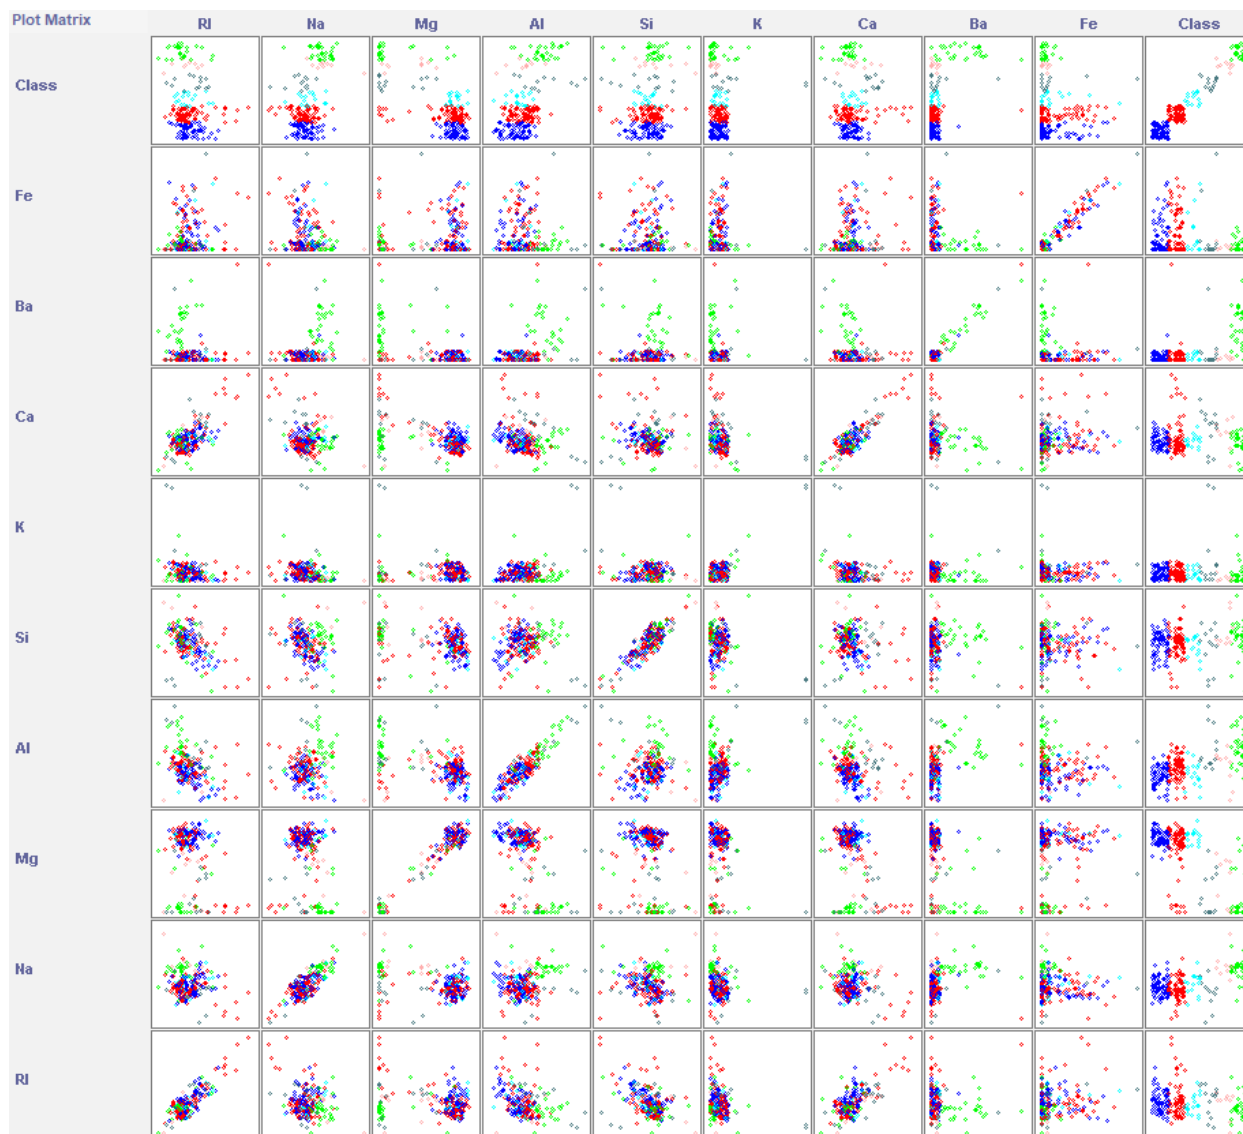 Plot Matrix
RI Na Mg Al Si K Ca Ba Fe Class
Class
Fe
Ba
Ca
K
Si
Al
Mg
Na
RI